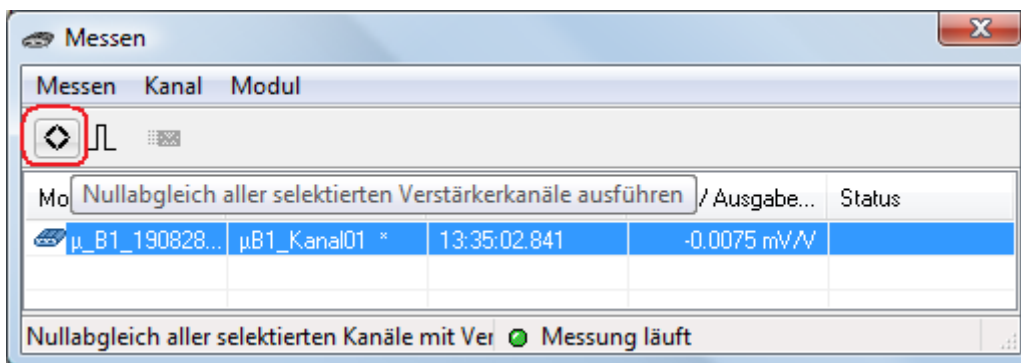 Messen
Messen Kanal Modul
Mo Nullabgleich aller selektierten Verstärkerkanäle ausführen / Ausgabe... Status
µ_B1_190828... µB1_Kanal01 * 13:35:02.841 -0.0075 mV/V
Nullabgleich aller selektierten Kanäle mit Ver Messung läuft